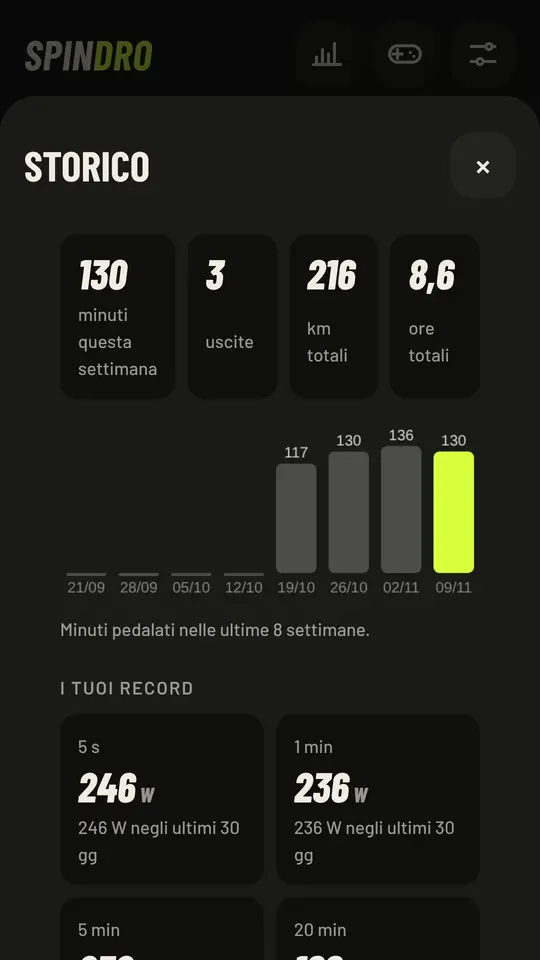 SPINDRO
STORICO
×
130
minuti
questa
settimana
3
uscite
216
km
totali
8,6
ore
totali
117
130
136
130
21/09 28/09 05/10 12/10 19/10 26/10 02/11 09/11
Minuti pedalati nelle ultime 8 settimane.
I TUOI RECORD
5 s
246 W
246 W negli ultimi 30
gg
1 min
236 W
236 W negli ultimi 30
gg
5 min
20 min